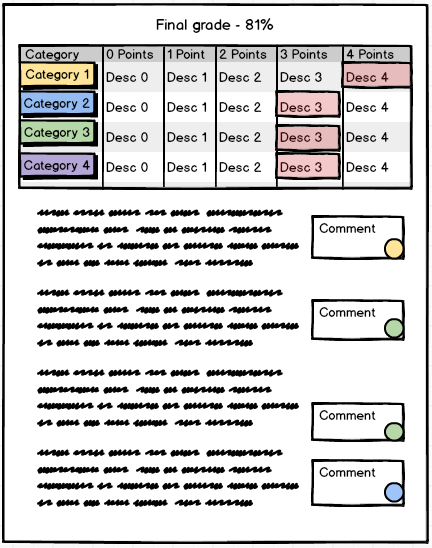 Final grade - 81%
Category 0 Points 1 Point 2 Points 3 Points 4 Points
Category 1 Desc 0 Desc 1 Desc 2 Desc 3 Desc 4
Category 2 Desc 0 Desc 1 Desc 2 Desc 3 Desc 4
Category 3 Desc 0 Desc 1 Desc 2 Desc 3 Desc 4
Category 4 Desc 0 Desc 1 Desc 2 Desc 3 Desc 4
Comment
Comment
Comment
Comment